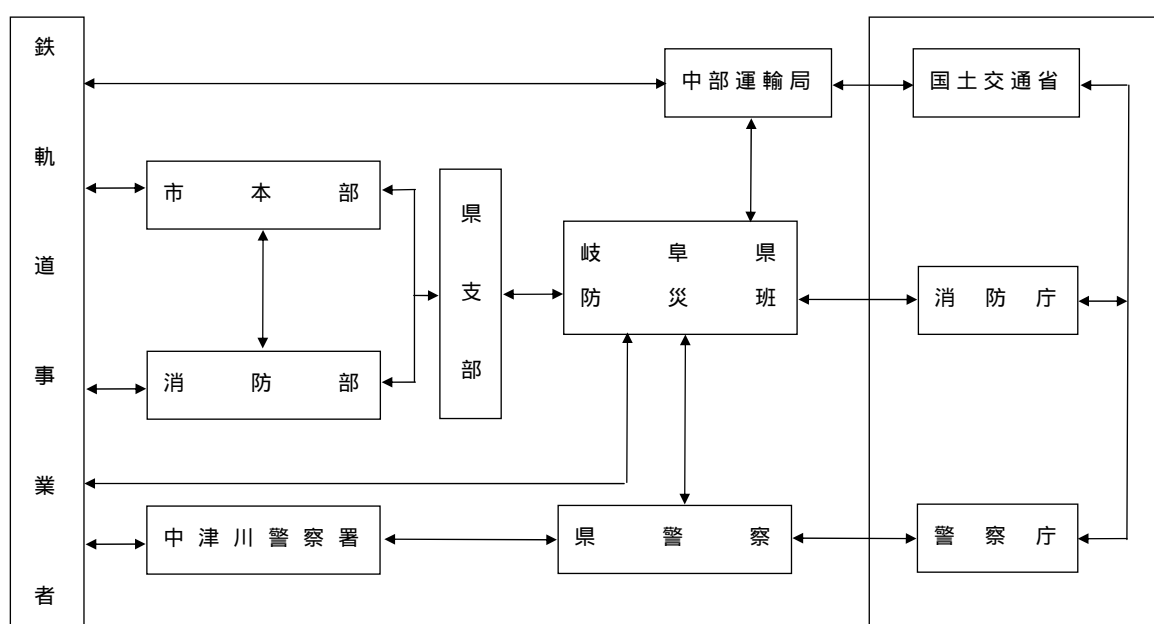 鉄軌道事業者
中部運輸局
国土交通省
市本部
県支部
岐阜県
防災班
消防庁
消防部
中津川警察署
県警察
警察庁